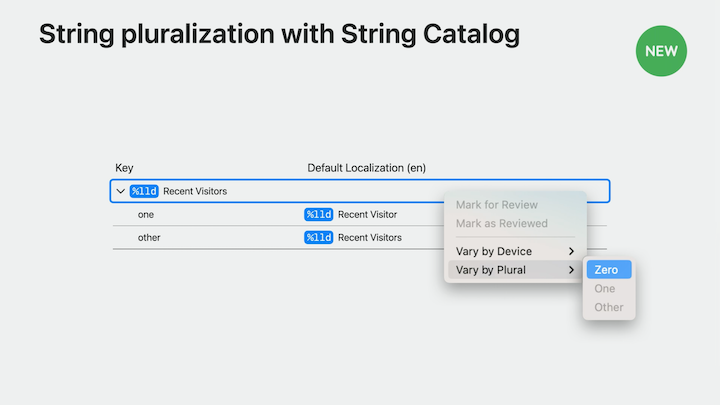 String pluralization with String Catalog
NEW
Key Default Localization (en)
%lld Recent Visitors
one %lld Recent Visitor
other %lld Recent Visitors
Mark for Review
Mark as Reviewed
Vary by Device
Vary by Plural
Zero
One
Other